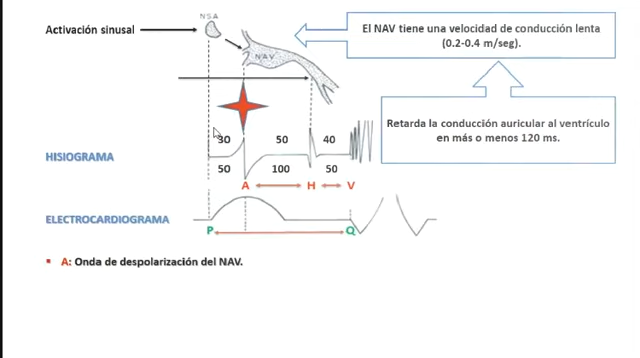 NSA
Activación sinusal
El NAV tiene una velocidad de conducción lenta
(0.2-0.4 m/seg).
NAV
Retarda la conducción auricular al ventrículo
en más o menos 120 ms.
30 50 40
HISIOGRAMA
50 100 50
A H V
ELECTROCARDIOGRAMA
P Q
A: Onda de despolarización del NAV.